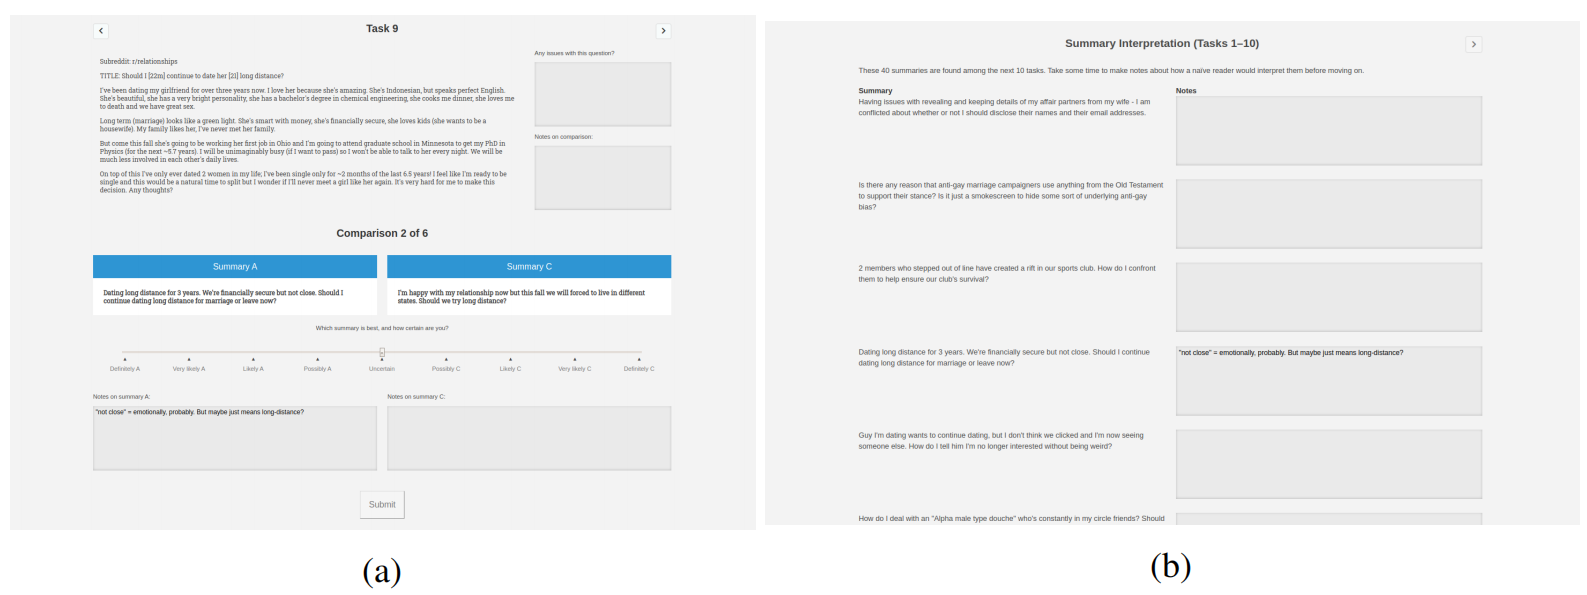 Task 9
Subreddit: r/relationships
TITLE: Should I [22m] continue to date her [21] long distance?
I've been dating my girlfriend for over three years now. I love her because she's amazing. She's Indonesian, but speaks perfect English.
She's beautiful, she has a very bright personality, she has a bachelor's degree in chemical engineering, she cooks me dinner, she loves me
to death and we have great sex.
Long term (marriage) looks like a green light. She's smart with money, she's financially secure, she loves kids (she wants to be a
housewife). My family likes her, I've never met her family.
But come this fall she's going to be working her first job in Ohio and I'm going to attend graduate school in Minnesota to get my PhD in
Physics (for the next ~5.7 years). I will be unimaginably busy (if I want to pass) so I won't be able to talk to her every night. We will be
much less involved in each other's daily lives.
On top of this I've only ever dated 2 women in my life; I've been single only for ~2 months of the last 6.5 years! I feel like I'm ready to be
single and this would be a natural time to split but I wonder if I'll never meet a girl like her again. It's very hard for me to make this
decision. Any thoughts?
Any issues with this question?
Notes on comparison:
Comparison 2 of 6
Summary A
Dating long distance for 3 years. We're financially secure but not close. Should I
continue dating long distance for marriage or leave now?
Summary C
I'm happy with my relationship now but this fall we will forced to live in different
states. Should we try long distance?
Which summary is best, and how certain are you?
Definitely A
Very likely A
Likely A
Possibly A
Uncertain
Possibly C
Likely C
Very likely C
Definitely C
Notes on summary A:
"not close" = emotionally, probably. But maybe just means long-distance?
Notes on summary C:
Submit
(a)
Summary Interpretation (Tasks 1–10)
These 40 summaries are found among the next 10 tasks. Take some time to make notes about how a naïve reader would interpret them before moving on.
Summary
Notes
Having issues with revealing and keeping details of my affair partners from my wife - I am
conflicted about whether or not I should disclose their names and their email addresses.
Is there any reason that anti-gay marriage campaigners use anything from the Old Testament
to support their stance? Is it just a smokescreen to hide some sort of underlying anti-gay
bias?
2 members who stepped out of line have created a rift in our sports club. How do I confront
them to help ensure our club's survival?
Dating long distance for 3 years. We're financially secure but not close. Should I continue
dating long distance for marriage or leave now?
"not close" = emotionally, probably. But maybe just means long-distance?
Guy I'm dating wants to continue dating, but I don't think we clicked and I'm now seeing
someone else. How do I tell him I'm no longer interested without being weird?
How do I deal with an "Alpha male type douche" who's constantly in my circle friends? Should
(b)